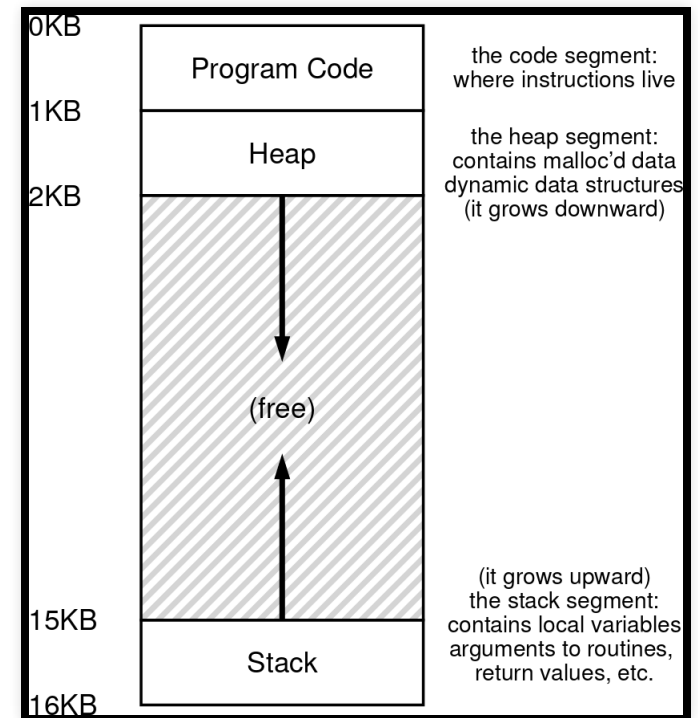 0KB
Program Code
the code segment:
where instructions live
1KB
Heap
the heap segment:
contains malloc'd data
dynamic data structures
(it grows downward)
2KB
(free)
(it grows upward)
the stack segment:
contains local variables
arguments to routines,
return values, etc.
15KB
Stack
16KB